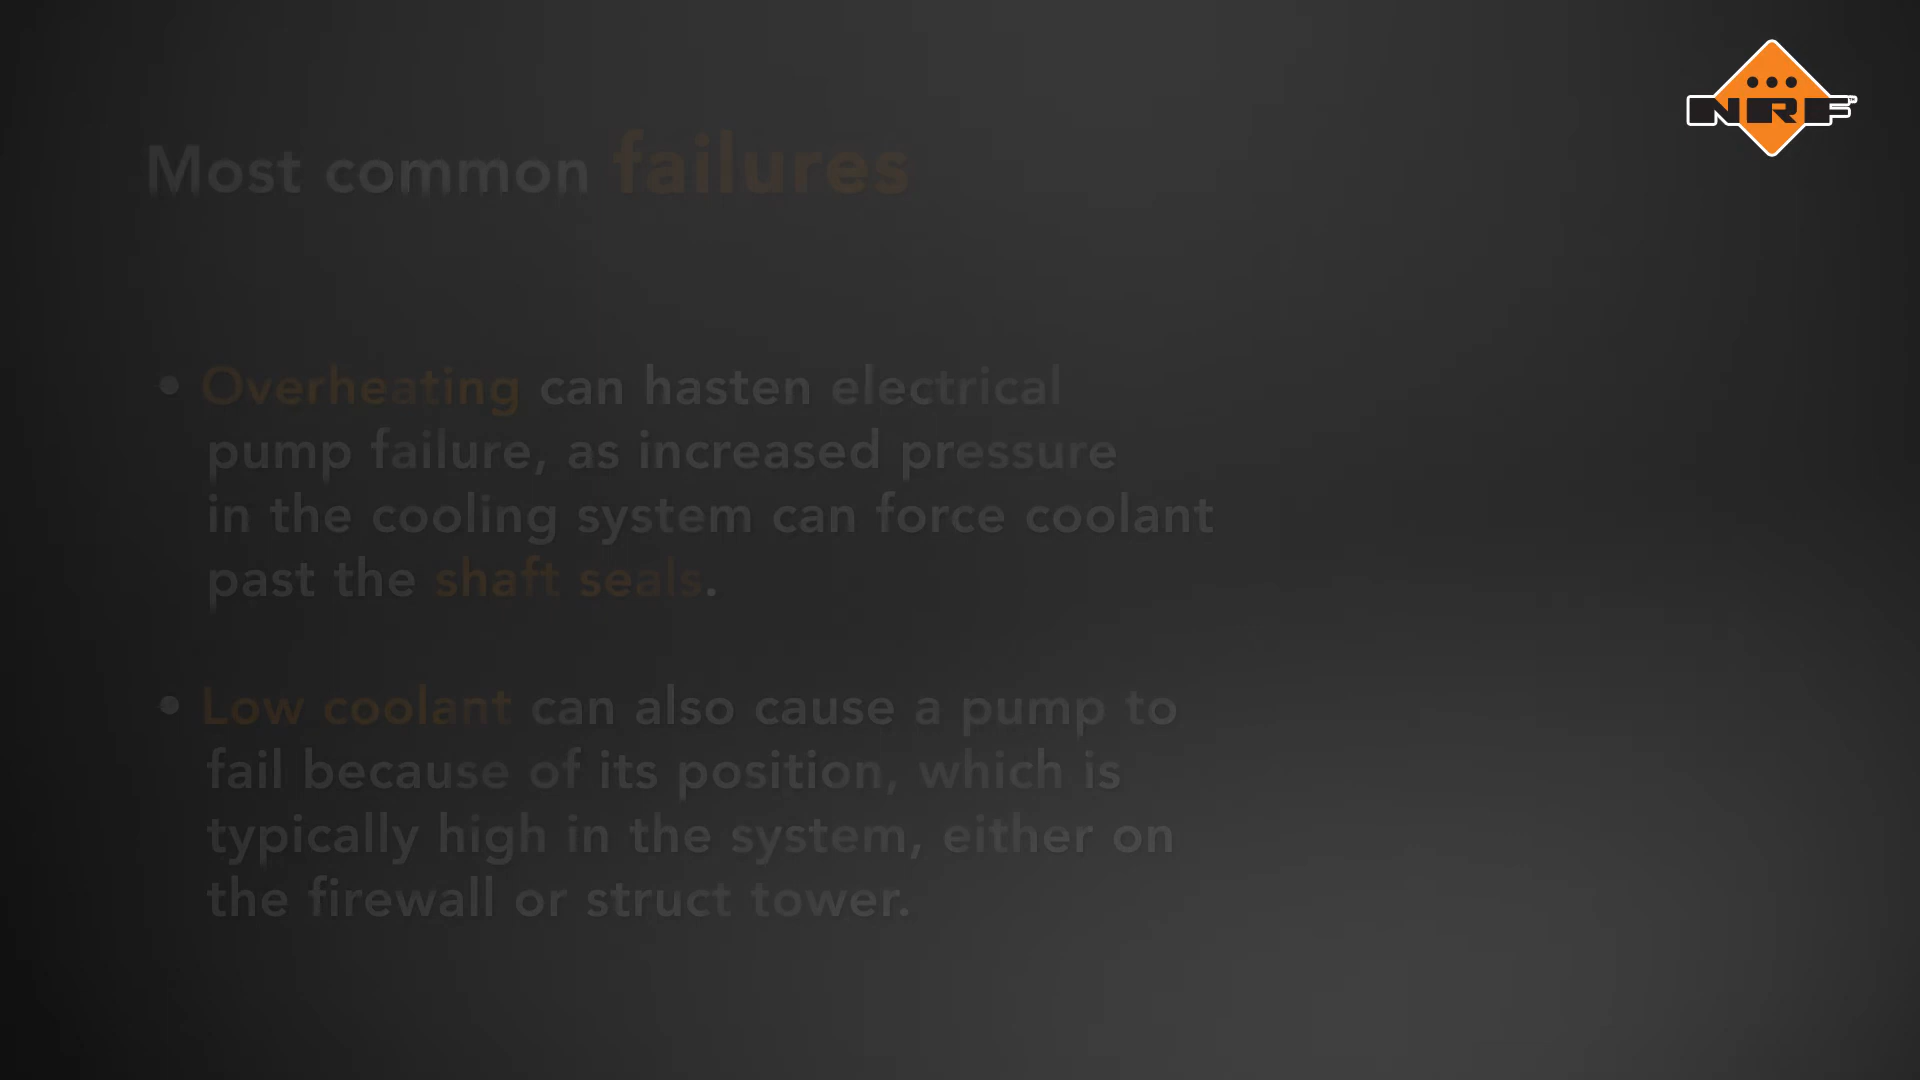 NRF
Most common failures
• Overheating can hasten electrical
pump failure, as increased pressure
in the cooling system can force coolant
past the shaft seals.
• Low coolant can also cause a pump to
fail because of its position, which is
typically high in the system, either on
the firewall or struct tower.